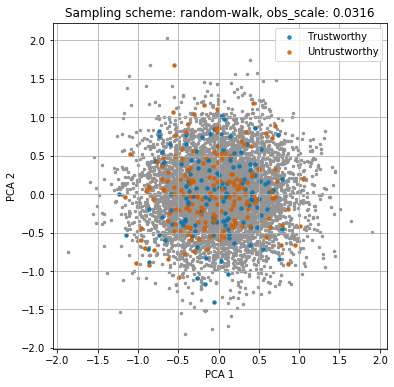 Sampling scheme: random-walk, obs_scale: 0.0316
Trustworthy
Untrustworthy
2.0
1.5
1.0
0.5
0.0
−0.5
−1.0
−1.5
−2.0
PCA 2
−2.0 −1.5 −1.0 −0.5 0.0 0.5 1.0 1.5 2.0
PCA 1